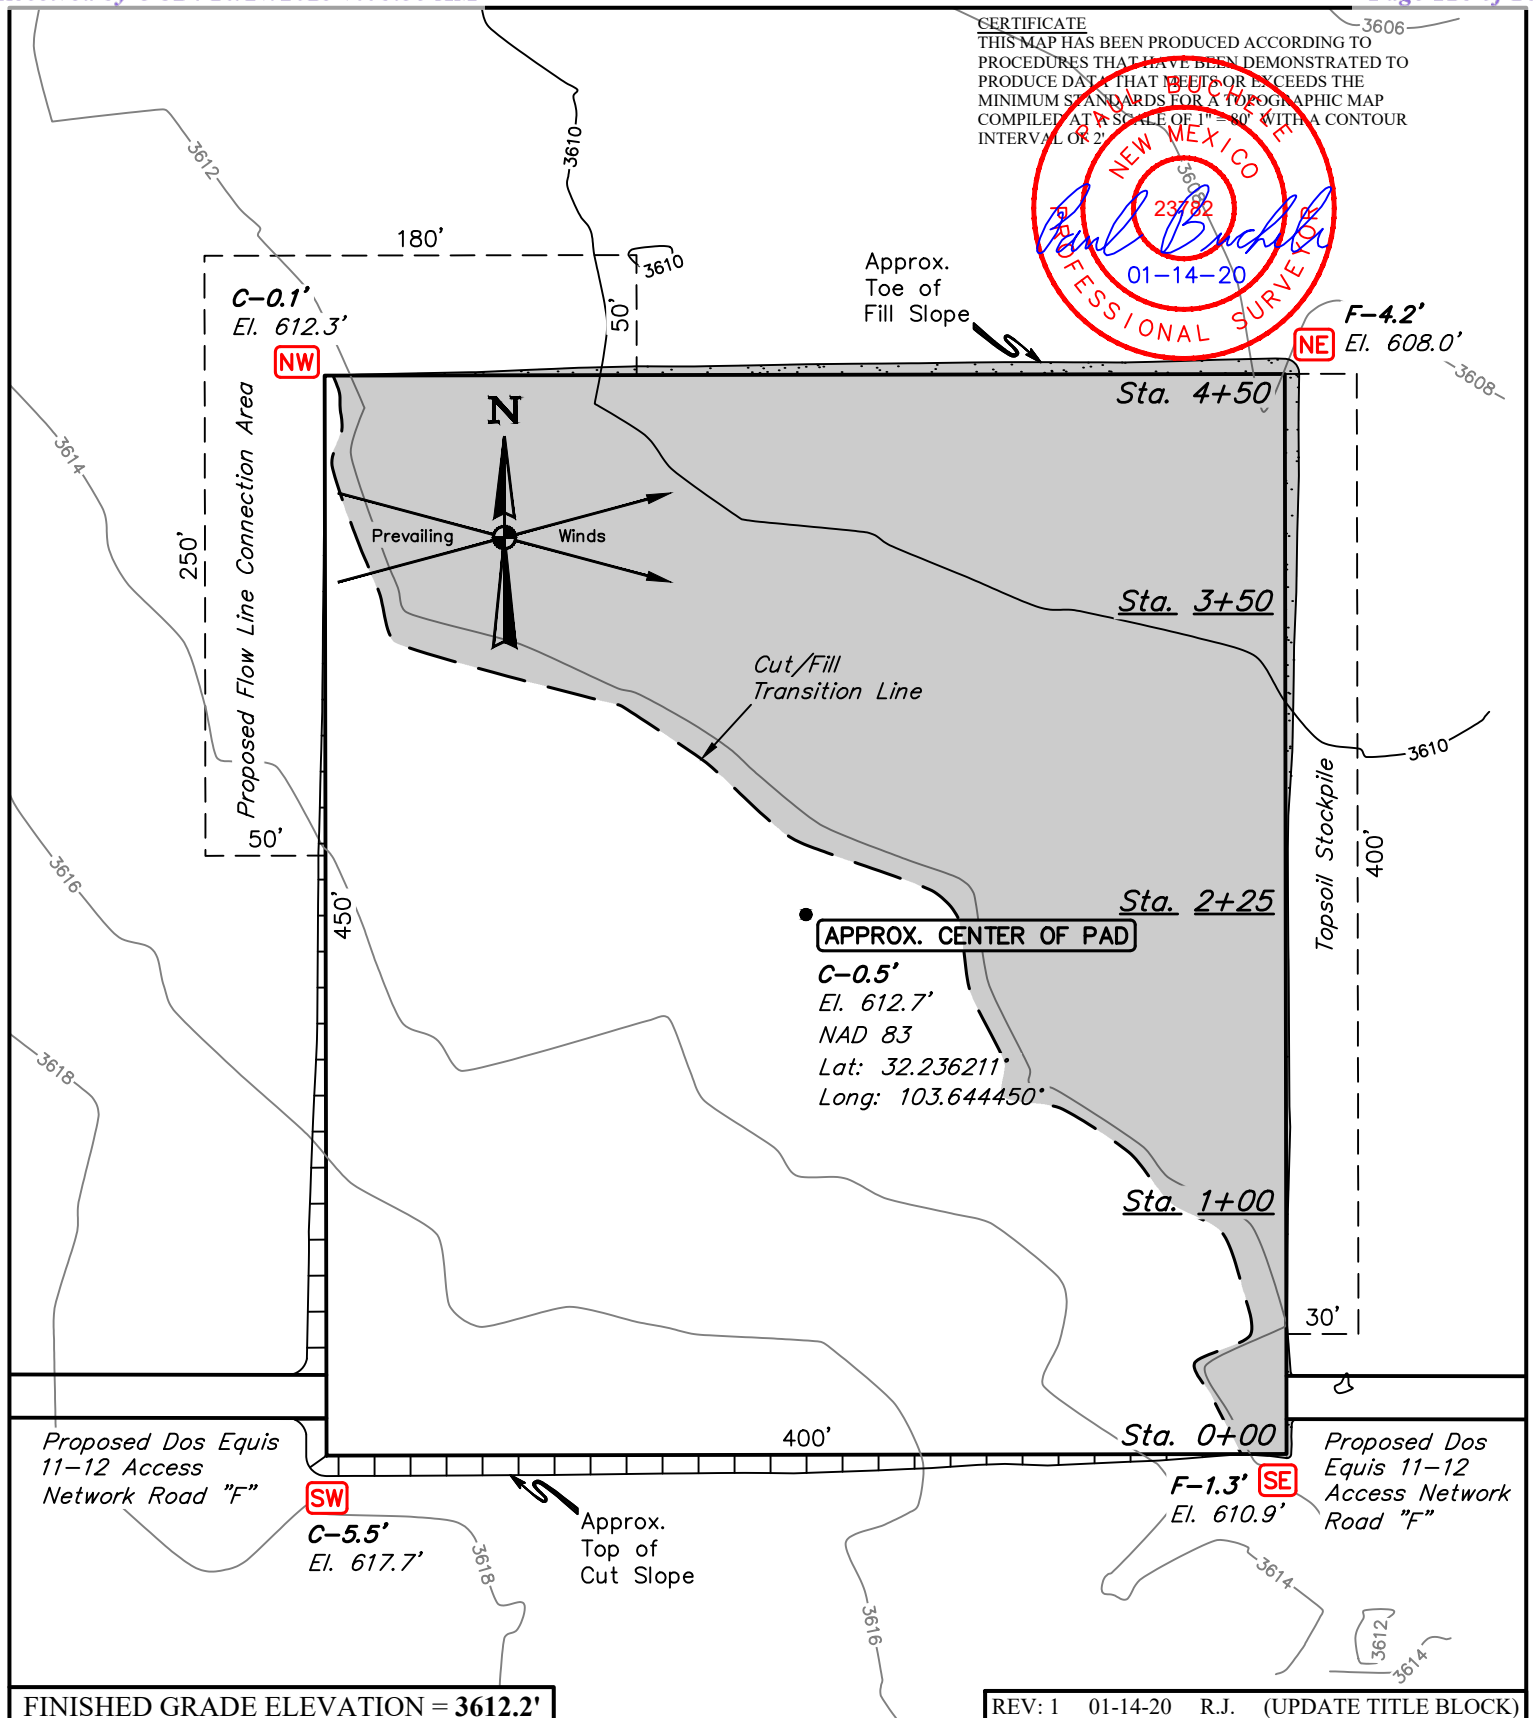 CERTIFICATE
THIS MAP HAS BEEN PRODUCED ACCORDING TO
PROCEDURES THAT HAVE BEEN DEMONSTRATED TO
PRODUCE DATA THAT MEETS OR EXCEEDS THE
MINIMUM STANDARDS FOR A TOPOGRAPHIC MAP
COMPILED AT A SCALE OF 1" = 80' WITH A CONTOUR
INTERVAL OF 2'
PAUL BUCHELE
NEW MEXICO
23782
PROFESSIONAL SURVEYOR
Paul Buchele
01-14-20
3606
3612
3610
3608
180'
3610
50'
C-0.1'
El. 612.3'
NW
Approx.
Toe of
Fill Slope
F-4.2'
NE
El. 608.0'
3608
Sta. 4+50
N
3614
Prevailing Winds
250'
Proposed Flow Line Connection Area
50'
Sta. 3+50
Cut/Fill
Transition Line
3610
Topsoil Stockpile
400'
3616
450'
Sta. 2+25
APPROX. CENTER OF PAD
C-0.5'
El. 612.7'
NAD 83
Lat: 32.236211°
Long: 103.644450°
3618
Sta. 1+00
30'
Sta. 0+00
400'
Proposed Dos Equis
11-12 Access
Network Road "F"
SW
C-5.5'
El. 617.7'
3618
Approx.
Top of
Cut Slope
3616
F-1.3'
SE
El. 610.9'
Proposed Dos
Equis 11-12
Access Network
Road "F"
3614
3612
3614
FINISHED GRADE ELEVATION = 3612.2'
REV: 1 01-14-20 R.J. (UPDATE TITLE BLOCK)